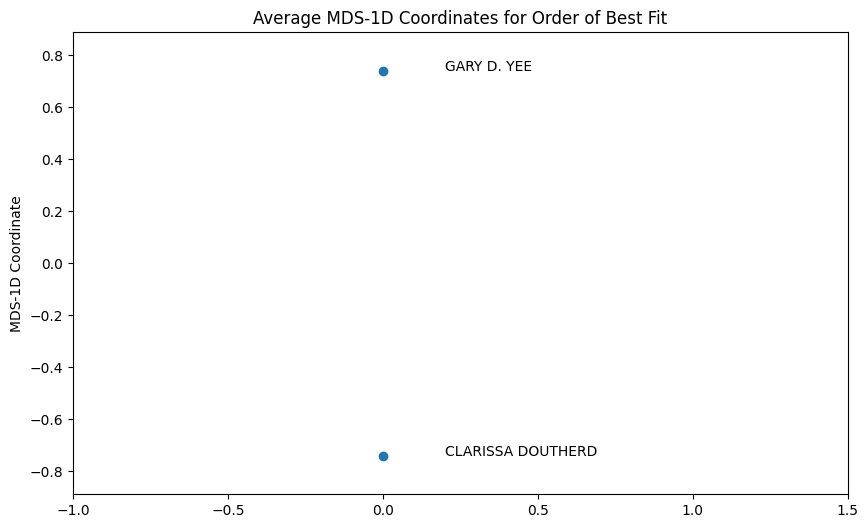 Average MDS-1D Coordinates for Order of Best Fit
0.8
GARY D. YEE
0.6
0.4
0.2
MDS-1D Coordinate
0.0
−0.2
−0.4
−0.6
CLARISSA DOUTHERD
−0.8
−1.0 −0.5 0.0 0.5 1.0 1.5